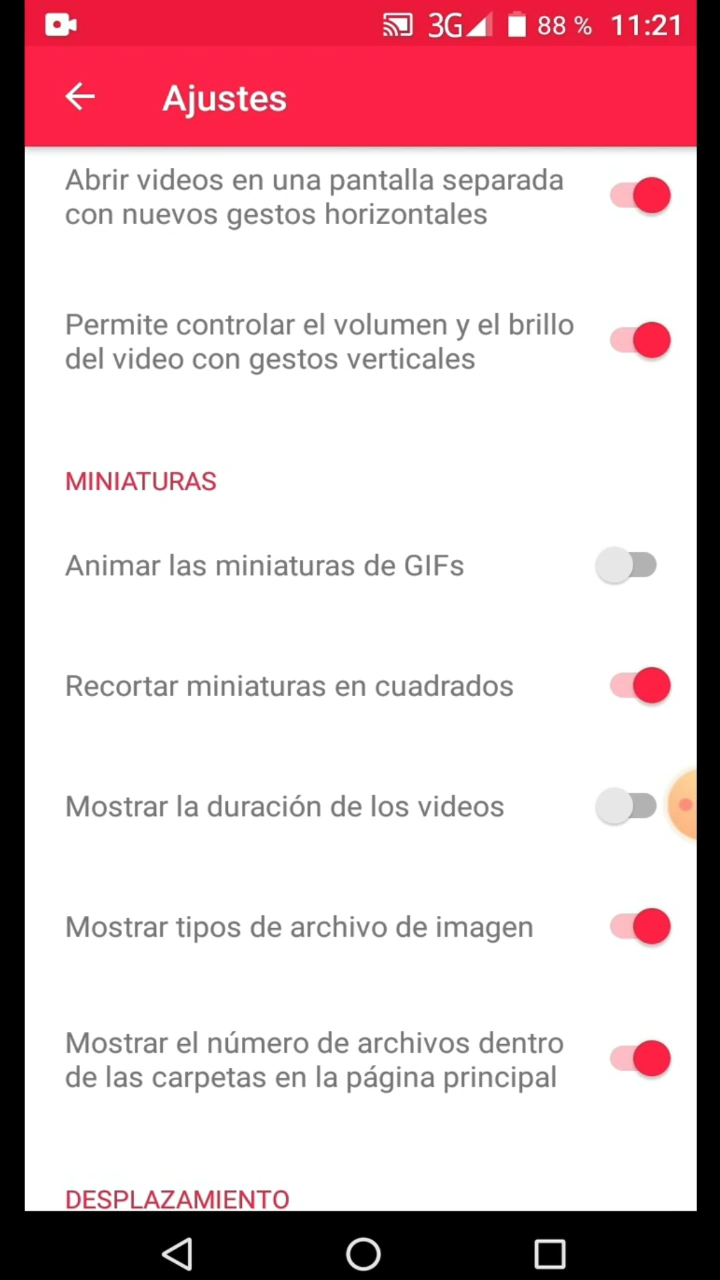 3G 88 % 11:21
Ajustes
Abrir videos en una pantalla separada
con nuevos gestos horizontales
Permite controlar el volumen y el brillo
del video con gestos verticales
MINIATURAS
Animar las miniaturas de GIFs
Recortar miniaturas en cuadrados
Mostrar la duración de los videos
Mostrar tipos de archivo de imagen
Mostrar el número de archivos dentro
de las carpetas en la página principal
DESPLAZAMIENTO